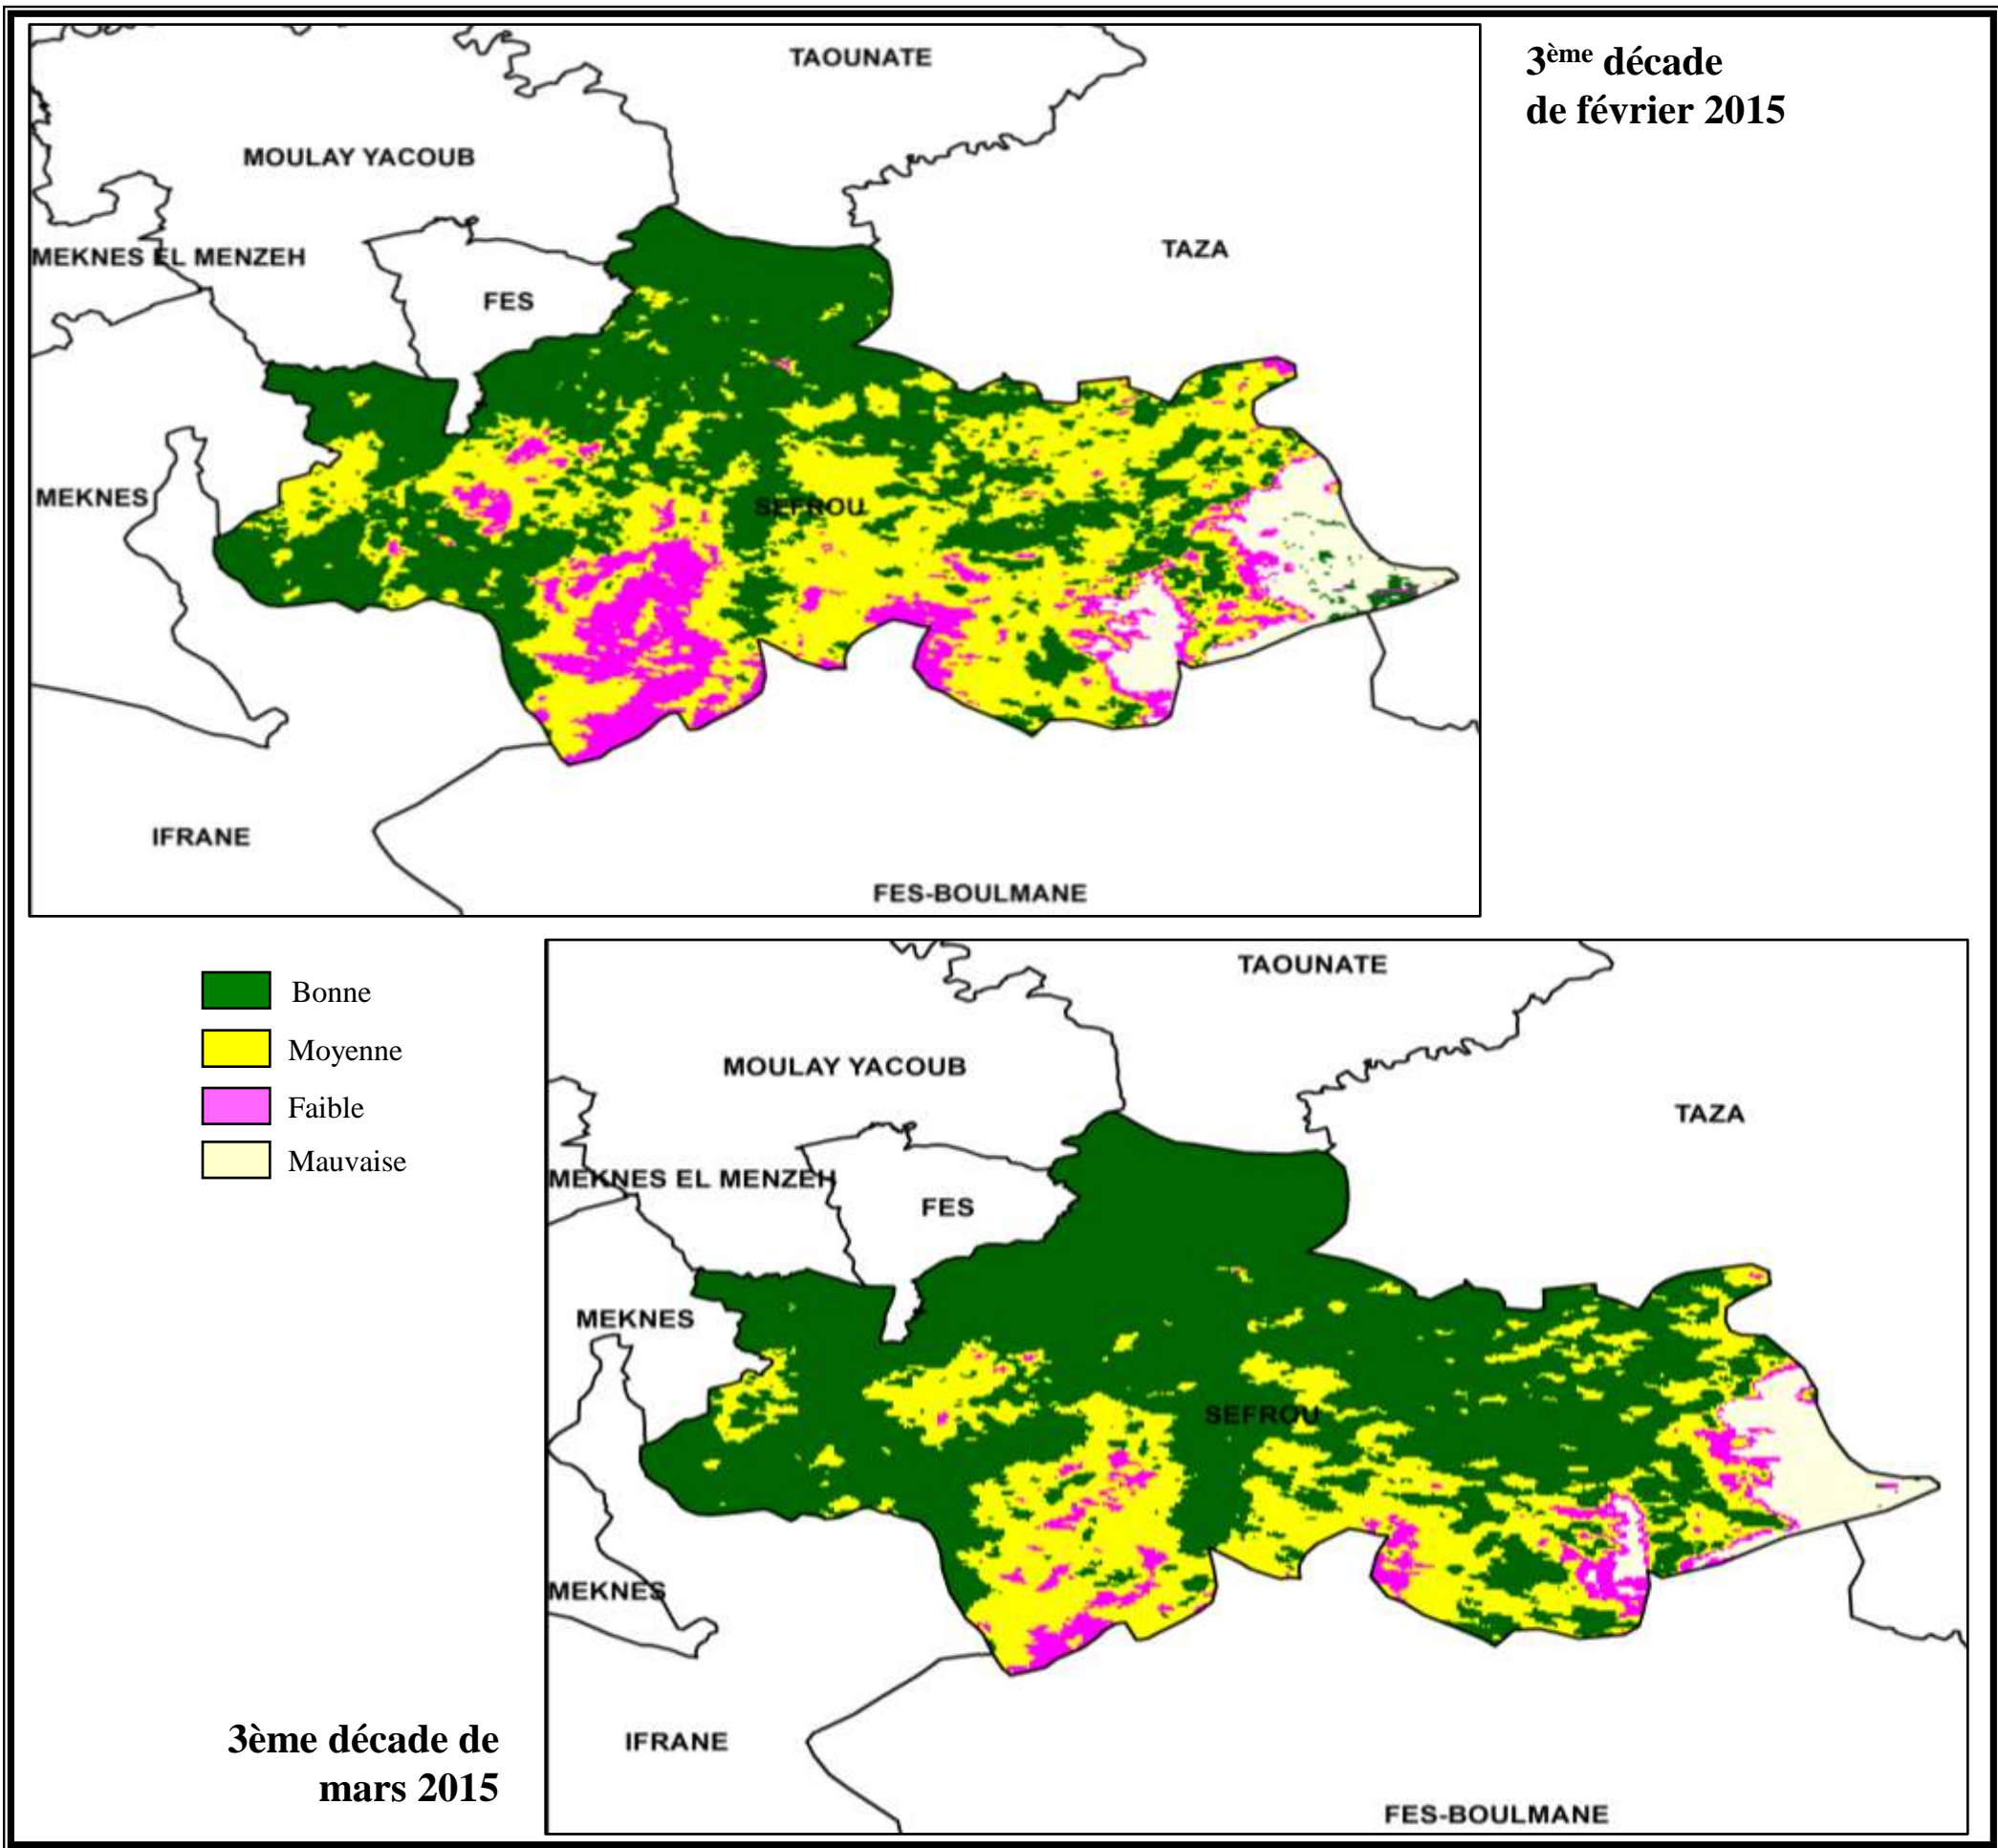 TAOUNATE
3ème décade
de février 2015
MOULAY YACOUB
TAZA
MEKNES EL MENZEH
FES
MEKNES
SEFROU
IFRANE
FES-BOULMANE
Bonne
Moyenne
Faible
Mauvaise
TAOUNATE
MOULAY YACOUB
TAZA
MEKNES EL MENZEH
FES
MEKNES
SEFROU
MEKNES
IFRANE
3ème décade de
mars 2015
FES-BOULMANE